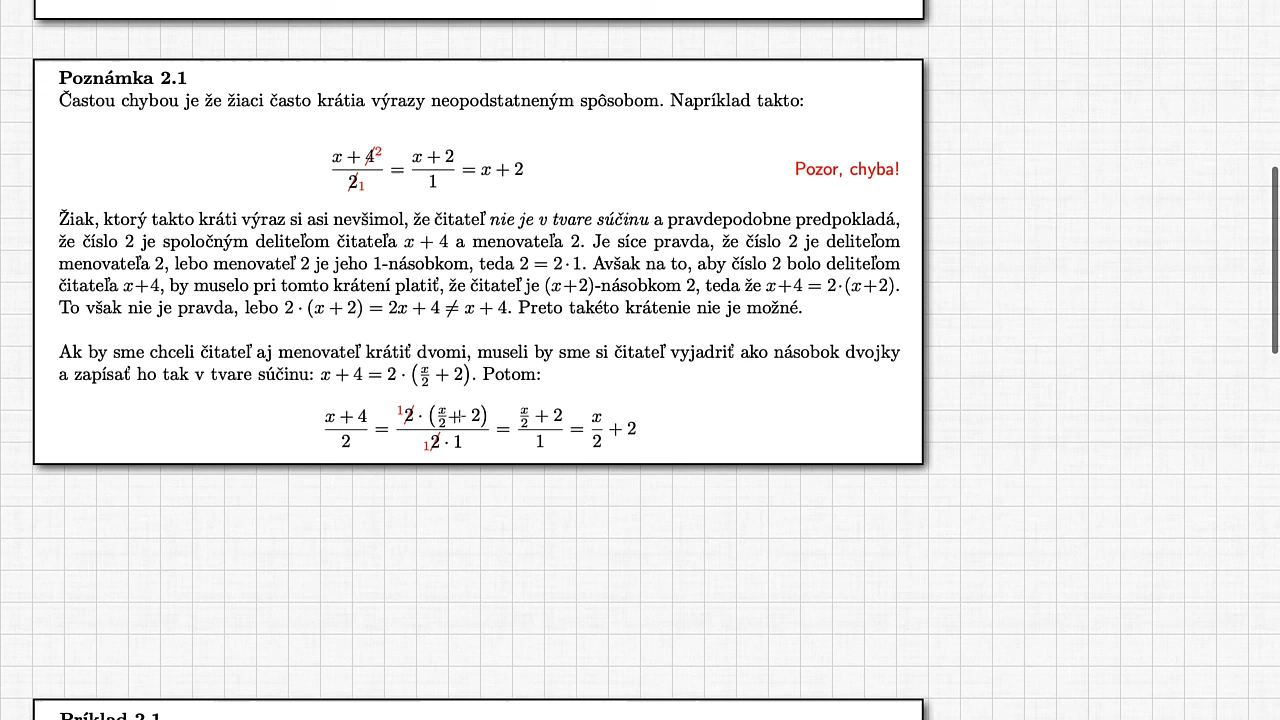 Poznámka 2.1
Častou chybou je že žiaci často krátia výrazy neopodstatneným spôsobom. Napríklad takto:
x + 4² / 2₁ = x + 2 / 1 = x + 2 Pozor, chyba!
Žiak, ktorý takto kráti výraz si asi nevšimol, že čitateľ nie je v tvare súčinu a pravdepodobne predpokladá,
že číslo 2 je spoločným deliteľom čitateľa x + 4 a menovateľa 2. Je síce pravda, že číslo 2 je deliteľom
menovateľa 2, lebo menovateľ 2 je jeho 1-násobkom, teda 2 = 2 · 1. Avšak na to, aby číslo 2 bolo deliteľom
čitateľa x+4, by muselo pri tomto krátení platiť, že čitateľ je (x+2)-násobkom 2, teda že x+4 = 2·(x+2).
To však nie je pravda, lebo 2 · (x + 2) = 2x + 4 ≠ x + 4. Preto takéto krátenie nie je možné.
Ak by sme chceli čitateľ aj menovateľ krátiť dvomi, museli by sme si čitateľ vyjadriť ako násobok dvojky
a zapísať ho tak v tvare súčinu: x + 4 = 2 · (x/2 + 2). Potom:
x + 4 / 2 = ¹2 · (x/2 + 2) / ₁2 · 1 = x/2 + 2 / 1 = x/2 + 2
Príklad 2.1